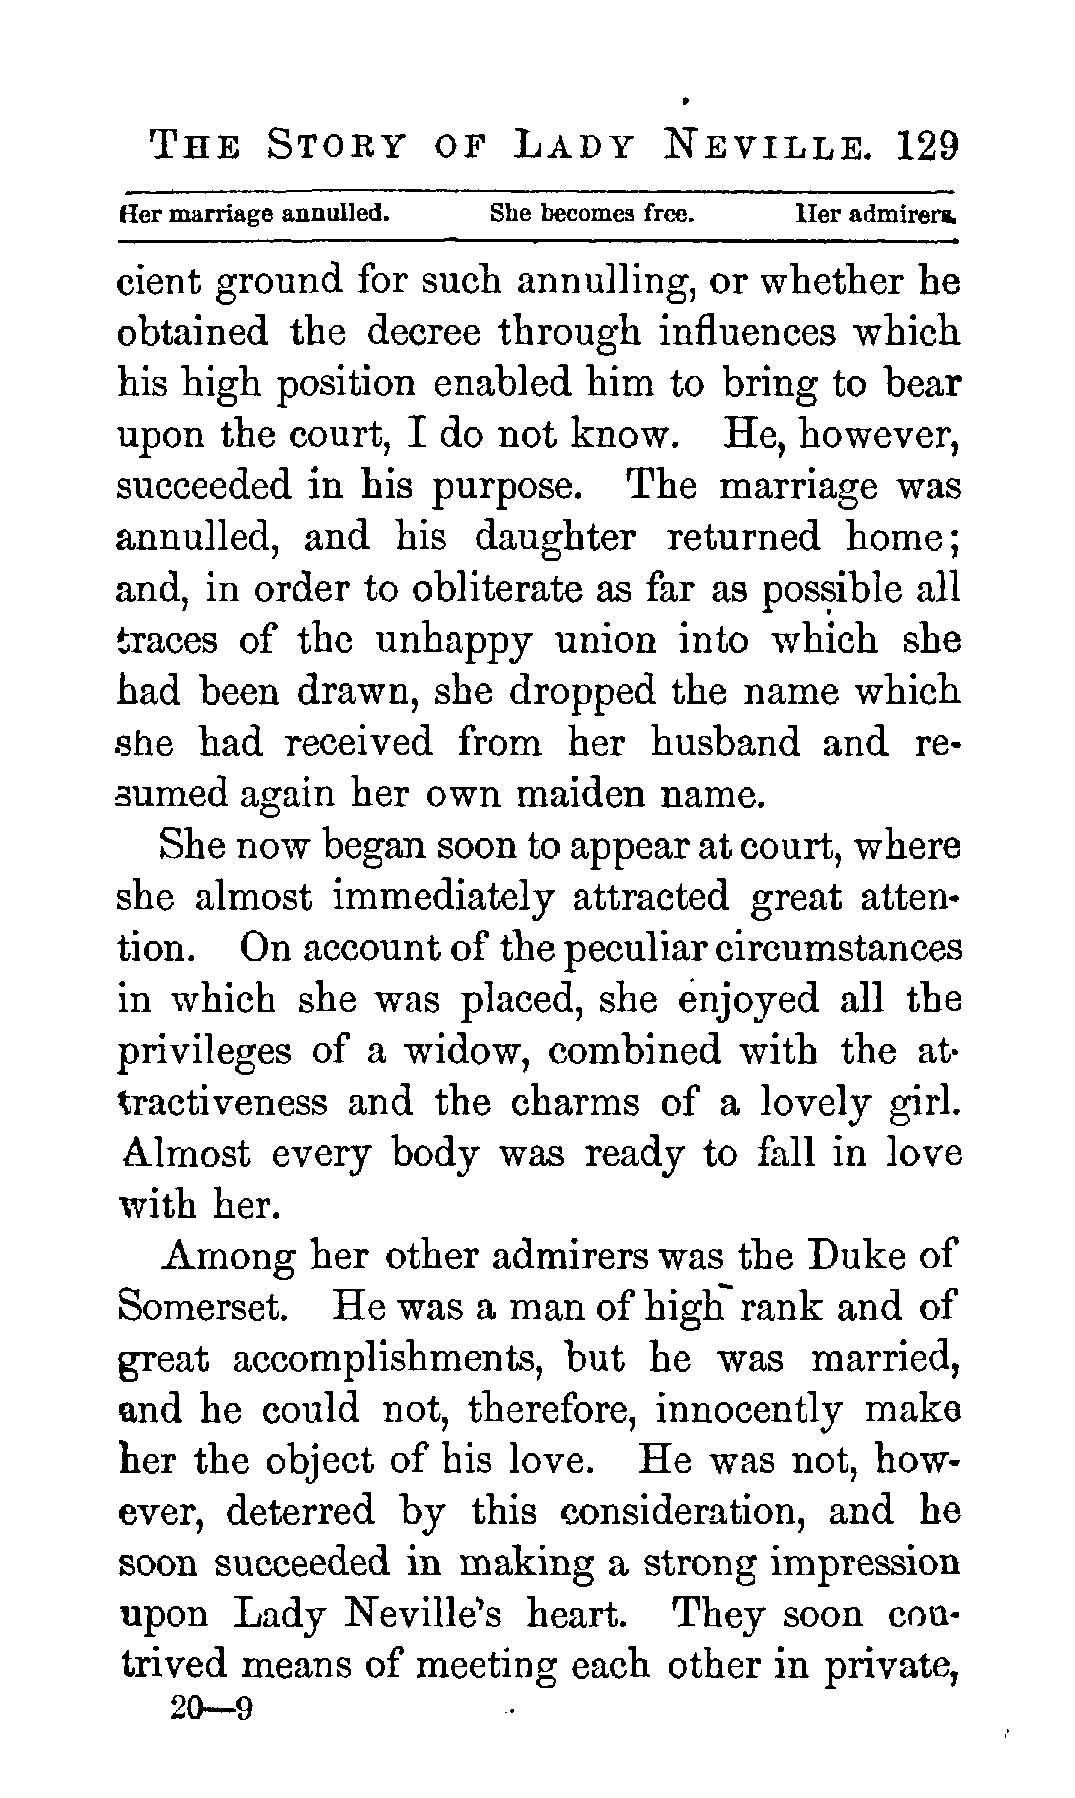 THE STORY OF LADY NEVILLE. 129
Her marriage annulled. She becomes free. Her admirers.
cient ground for such annulling, or whether he
obtained the decree through influences which
his high position enabled him to bring to bear
upon the court, I do not know. He, however,
succeeded in his purpose. The marriage was
annulled, and his daughter returned home;
and, in order to obliterate as far as possible all
traces of the unhappy union into which she
had been drawn, she dropped the name which
she had received from her husband and re-
sumed again her own maiden name.
She now began soon to appear at court, where
she almost immediately attracted great atten-
tion. On account of the peculiar circumstances
in which she was placed, she enjoyed all the
privileges of a widow, combined with the at-
tractiveness and the charms of a lovely girl.
Almost every body was ready to fall in love
with her.
Among her other admirers was the Duke of
Somerset. He was a man of high rank and of
great accomplishments, but he was married,
and he could not, therefore, innocently make
her the object of his love. He was not, how-
ever, deterred by this consideration, and he
soon succeeded in making a strong impression
upon Lady Neville's heart. They soon con-
trived means of meeting each other in private,
20—9